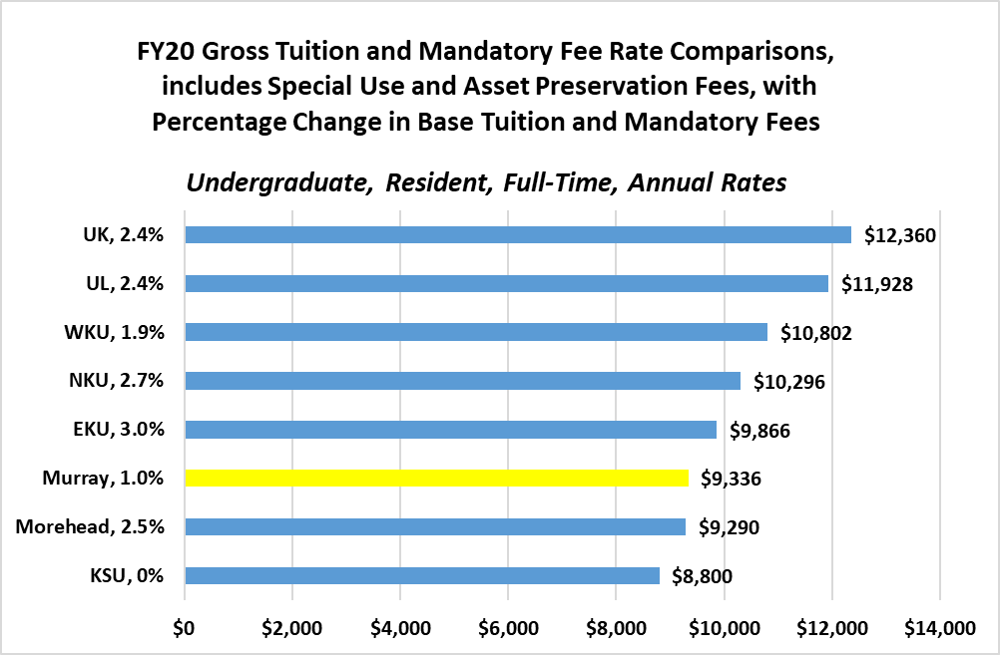 FY20 Gross Tuition and Mandatory Fee Rate Comparisons,
includes Special Use and Asset Preservation Fees, with
Percentage Change in Base Tuition and Mandatory Fees
Undergraduate, Resident, Full-Time, Annual Rates
UK, 2.4% $12,360
UL, 2.4% $11,928
WKU, 1.9% $10,802
NKU, 2.7% $10,296
EKU, 3.0% $9,866
Murray, 1.0% $9,336
Morehead, 2.5% $9,290
KSU, 0% $8,800
$0 $2,000 $4,000 $6,000 $8,000 $10,000 $12,000 $14,000